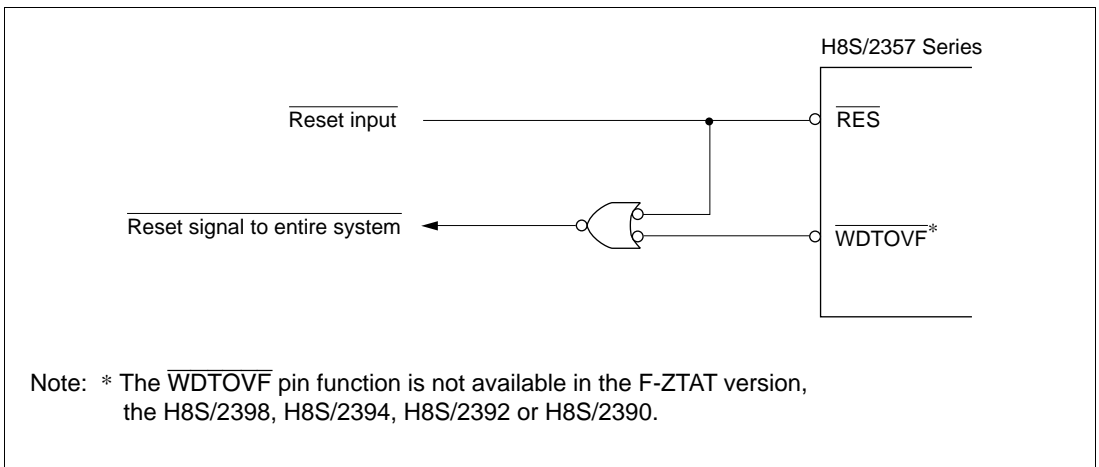 H8S/2357 Series
Reset input
RES
Reset signal to entire system
WDTOVF*
Note: * The WDTOVF pin function is not available in the F-ZTAT version,
the H8S/2398, H8S/2394, H8S/2392 or H8S/2390.